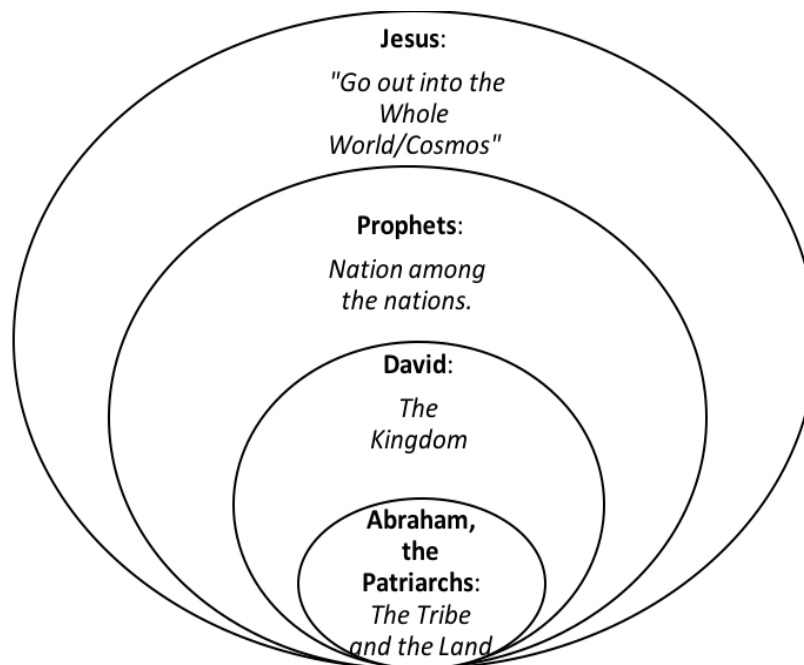 Jesus:
"Go out into the
Whole
World/Cosmos"
Prophets:
Nation among
the nations.
David:
The
Kingdom
Abraham,
the
Patriarchs:
The Tribe
and the Land